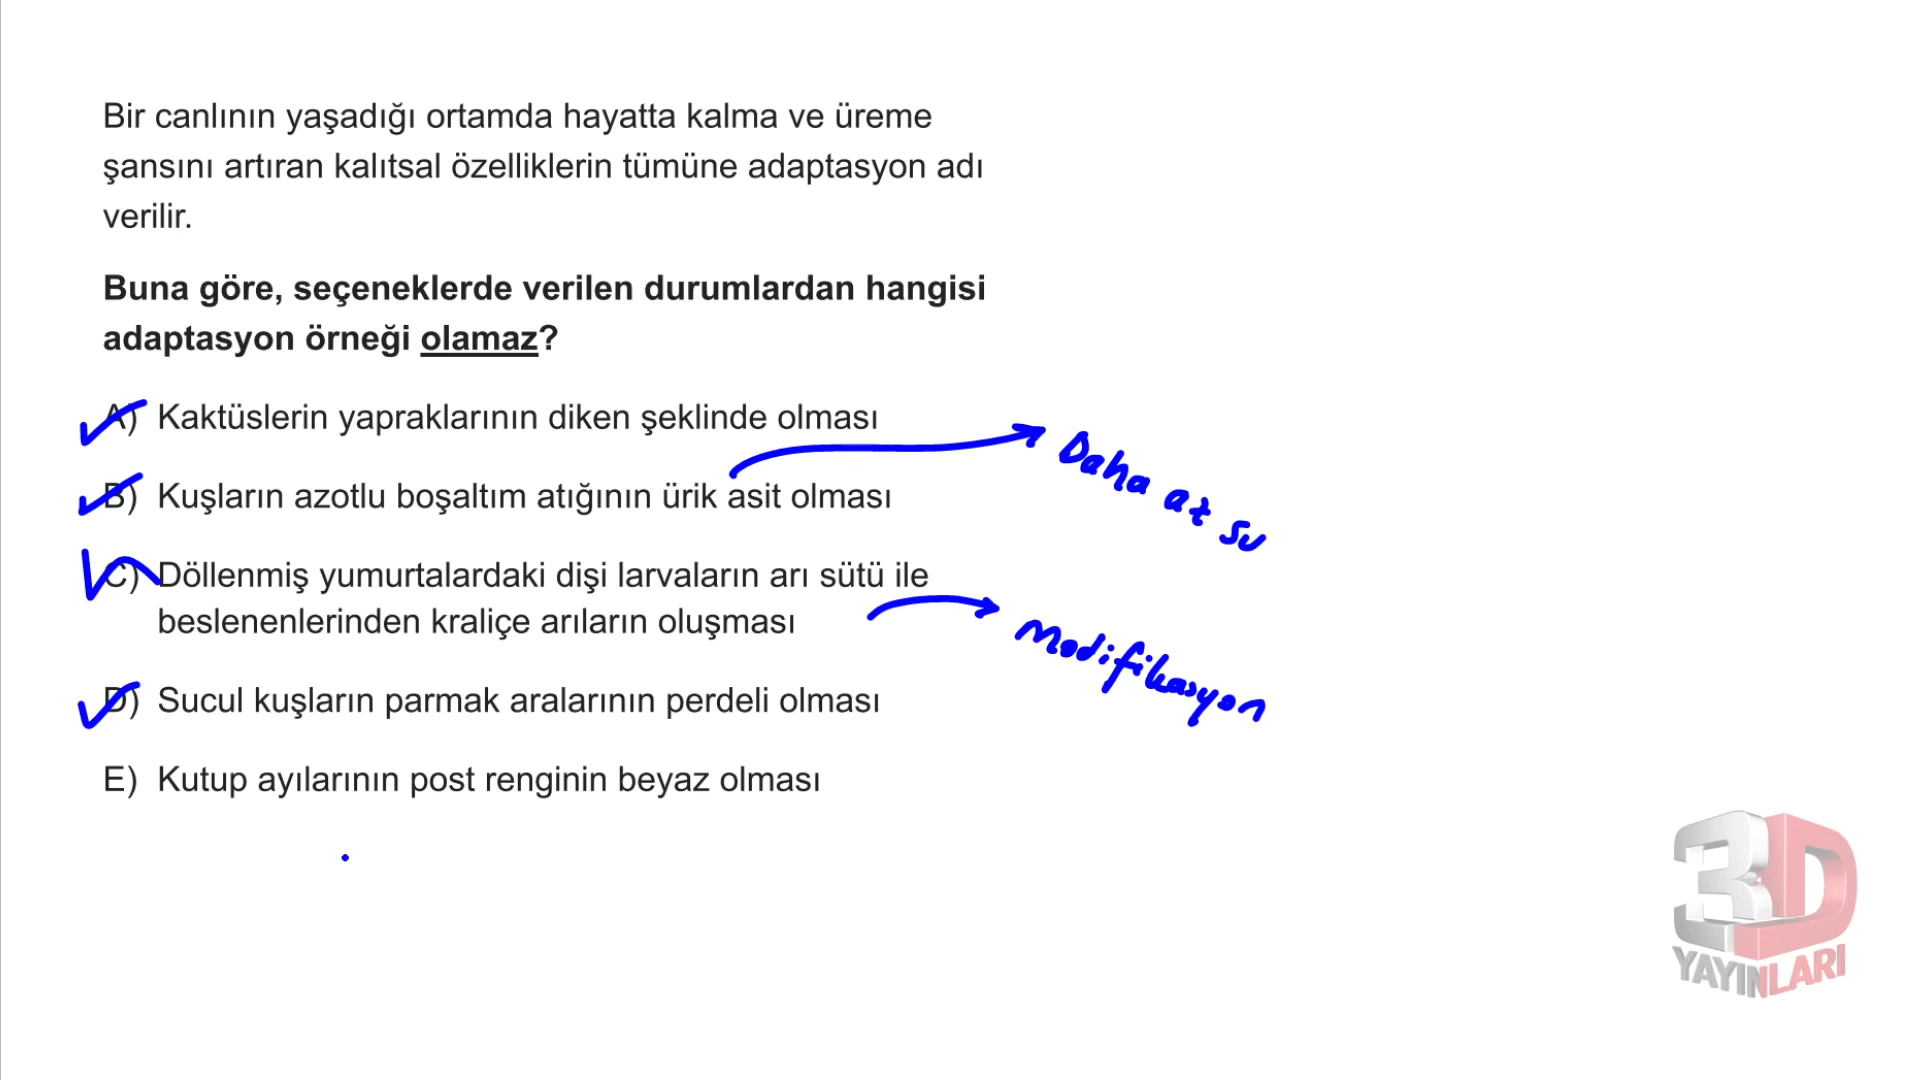 Bir canlının yaşadığı ortamda hayatta kalma ve üreme
şansını artıran kalıtsal özelliklerin tümüne adaptasyon adı
verilir.
Buna göre, seçeneklerde verilen durumlardan hangisi
adaptasyon örneği olamaz?
A) Kaktüslerin yapraklarının diken şeklinde olması
B) Kuşların azotlu boşaltım atığının ürik asit olması
Daha az su
C) Döllenmiş yumurtalardaki dişi larvaların arı sütü ile
beslenenlerinden kraliçe arıların oluşması
Modifikasyon
D) Sucul kuşların parmak aralarının perdeli olması
E) Kutup ayılarının post renginin beyaz olması
3D
YAYINLARI